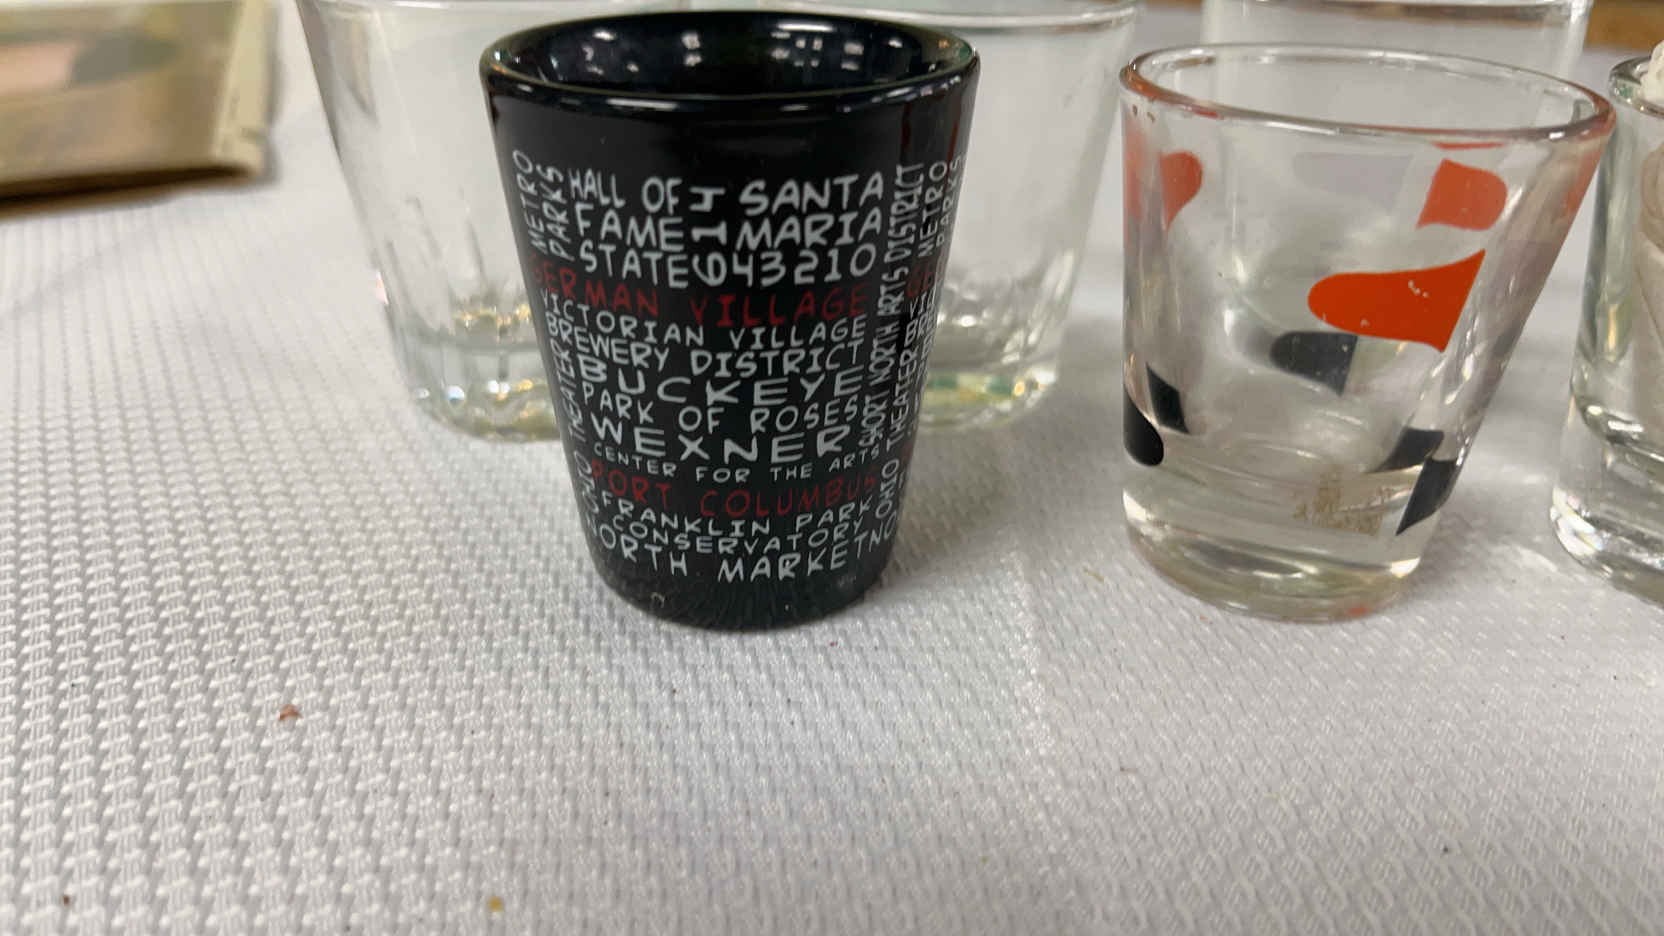 METRO
PARKS
HALL OF
FAME
STATE
SANTA
MARIA
43210
GERMAN VILLAGE
VICTORIAN VILLAGE
BREWERY DISTRICT
BUCKEYE
PARK OF ROSES
WEXNER
CENTER FOR THE ARTS
PORT COLUMBUS
FRANKLIN PARK
CONSERVATORY
NORTH MARKET
THEATER
SHORT NORTH ARTS DISTRICT
METRO
PARKS
THEATER
OHIO